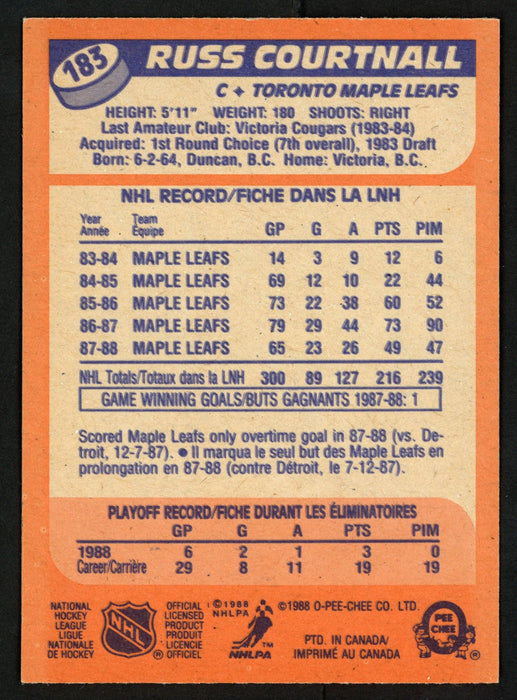 183
RUSS COURTNALL
C ♦ TORONTO MAPLE LEAFS
HEIGHT: 5'11" WEIGHT: 180 SHOOTS: RIGHT
Last Amateur Club: Victoria Cougars (1983-84)
Acquired: 1st Round Choice (7th overall), 1983 Draft
Born: 6-2-64, Duncan, B.C. Home: Victoria, B.C.
NHL RECORD/FICHE DANS LA LNH
Year Team
Année Équipe GP G A PTS PIM
83-84 MAPLE LEAFS 14 3 9 12 6
84-85 MAPLE LEAFS 69 12 10 22 44
85-86 MAPLE LEAFS 73 22 38 60 52
86-87 MAPLE LEAFS 79 29 44 73 90
87-88 MAPLE LEAFS 65 23 26 49 47
NHL Totals/Totaux dans la LNH 300 89 127 216 239
GAME WINNING GOALS/BUTS GAGNANTS 1987-88: 1
Scored Maple Leafs only overtime goal in 87-88 (vs. De-
troit, 12-7-87). ● Il marqua le seul but des Maple Leafs en
prolongation en 87-88 (contre Détroit, le 7-12-87).
PLAYOFF RECORD/FICHE DURANT LES ÉLIMINATOIRES
GP G A PTS PIM
1988 6 2 1 3 0
Career/Carrière 29 8 11 19 19
NATIONAL
HOCKEY
LEAGUE
LIGUE
NATIONALE
DE HOCKEY
NHL
®
OFFICIAL
LICENSED
PRODUCT
PRODUIT
LICENCIÉ
OFFICIEL
©1988
NHLPA
™
NHLPA
©1988 O-PEE-CHEE CO. LTD.
PTD. IN CANADA/
IMPRIMÉ AU CANADA
O
PEE
CHEE
®